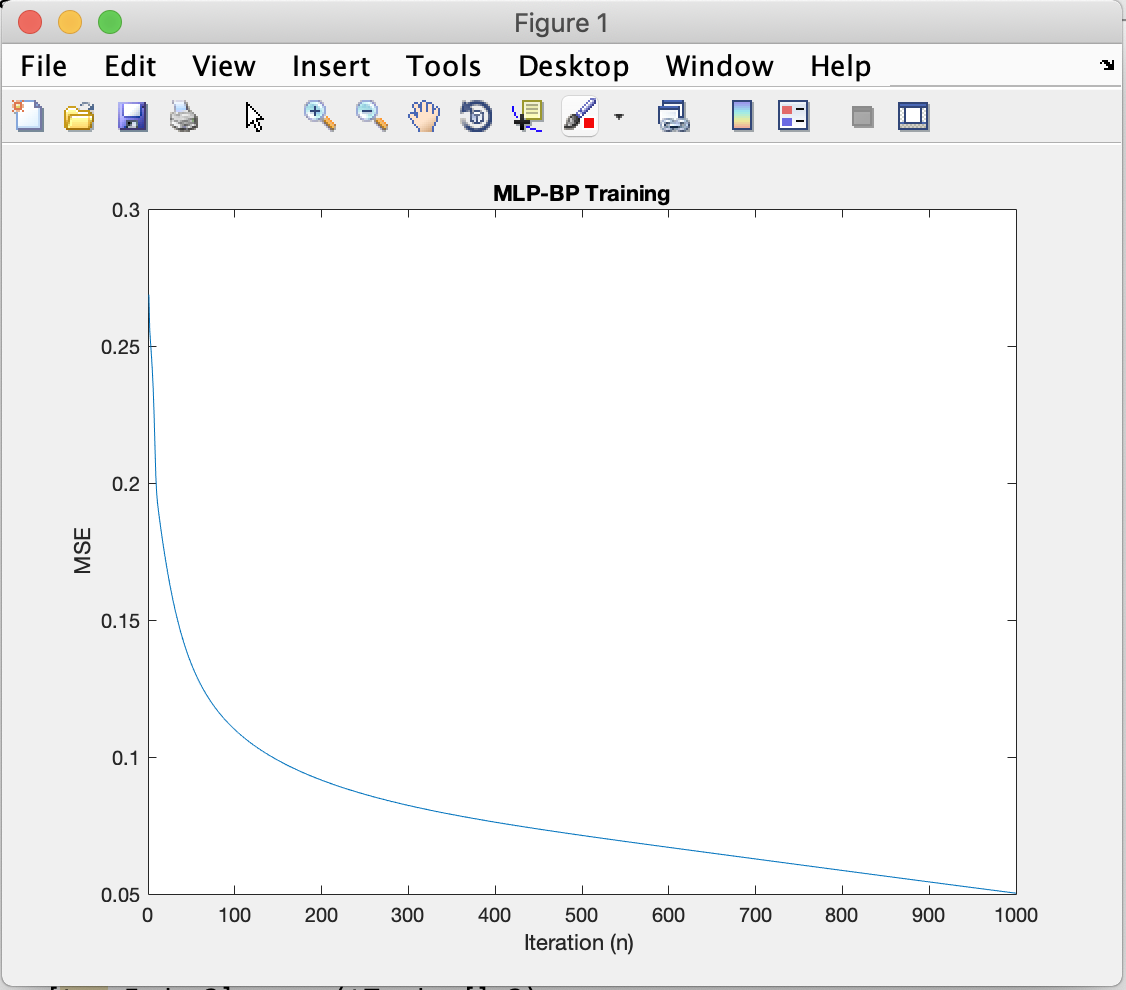 Figure 1
File Edit View Insert Tools Desktop Window Help
MLP-BP Training
0.3
0.25
0.2
0.15
0.1
0.05
MSE
0 100 200 300 400 500 600 700 800 900 1000
Iteration (n)